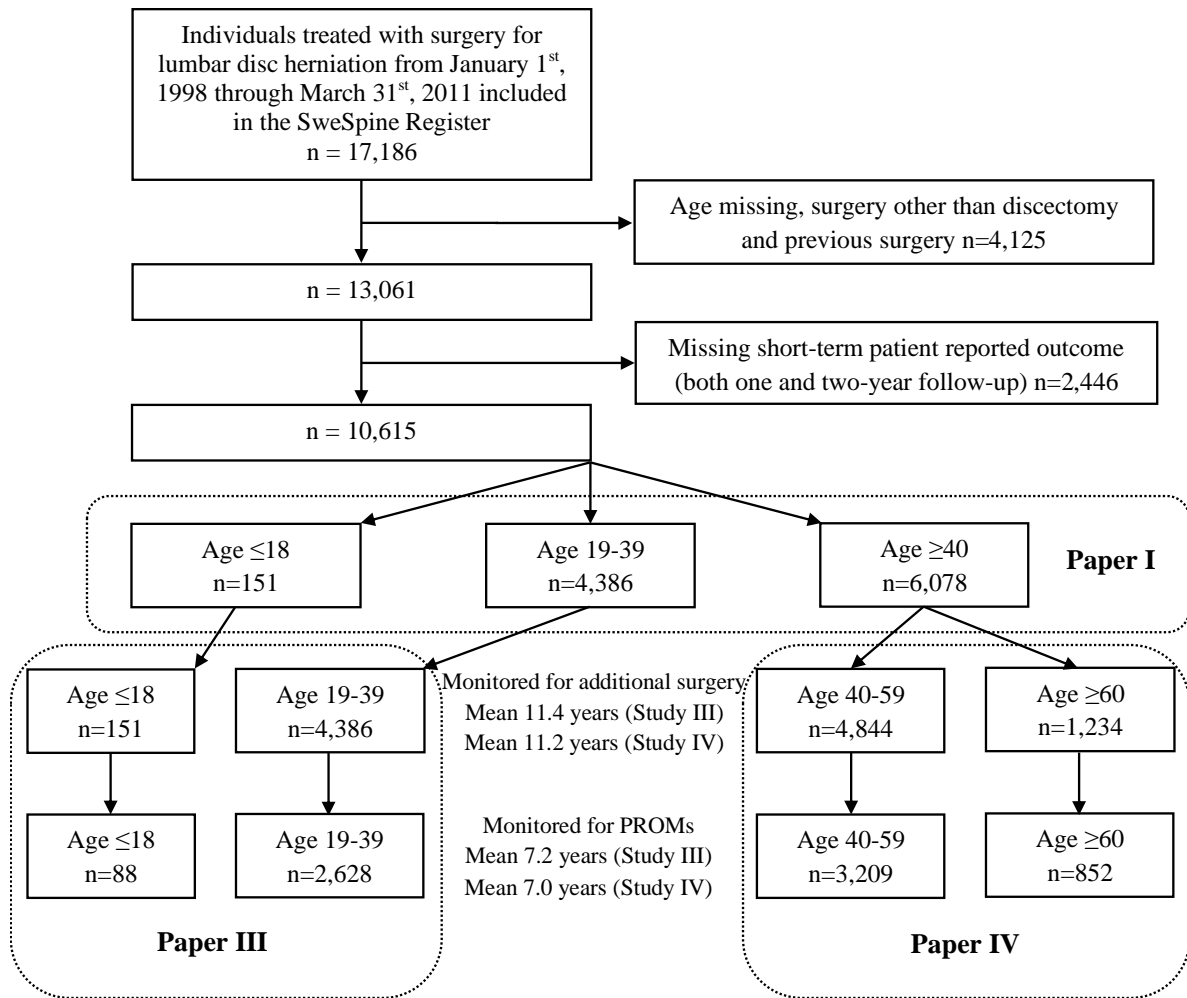 Individuals treated with surgery for
lumbar disc herniation from January 1st,
1998 through March 31st, 2011 included
in the SweSpine Register
n = 17,186
Age missing, surgery other than discectomy
and previous surgery n=4,125
n = 13,061
Missing short-term patient reported outcome
(both one and two-year follow-up) n=2,446
n = 10,615
Age ≤18
n=151
Age 19-39
n=4,386
Age ≥40
n=6,078
Paper I
Age ≤18
n=151
Age 19-39
n=4,386
Monitored for additional surgery
Mean 11.4 years (Study III)
Mean 11.2 years (Study IV)
Age 40-59
n=4,844
Age ≥60
n=1,234
Age ≤18
n=88
Age 19-39
n=2,628
Monitored for PROMs
Mean 7.2 years (Study III)
Mean 7.0 years (Study IV)
Age 40-59
n=3,209
Age ≥60
n=852
Paper III
Paper IV